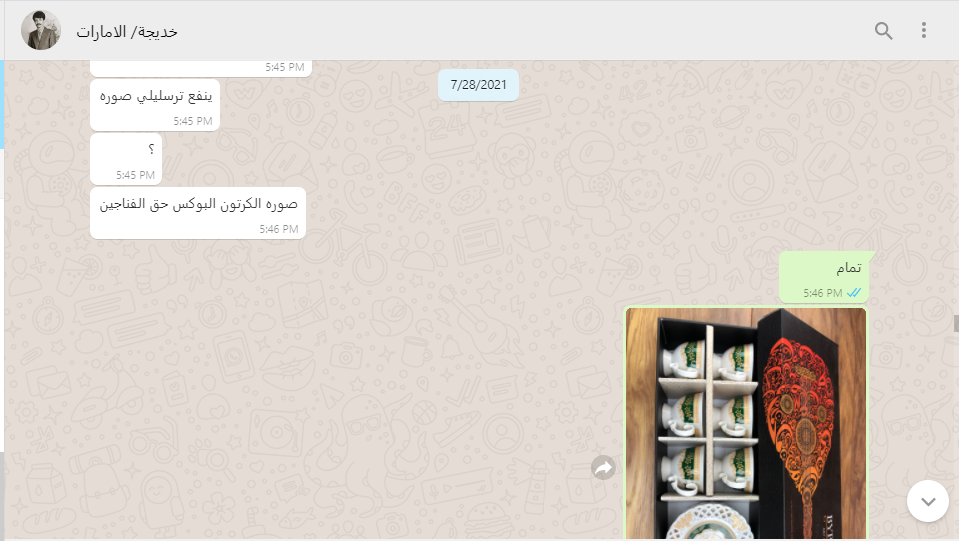 خديجة/ الامارات
5:45 PM
7/28/2021
ينفع ترسليلي صوره
5:45 PM
؟
5:45 PM
صوره الكرتون البوكس حق الفناجين
5:46 PM
تمام
5:46 PM